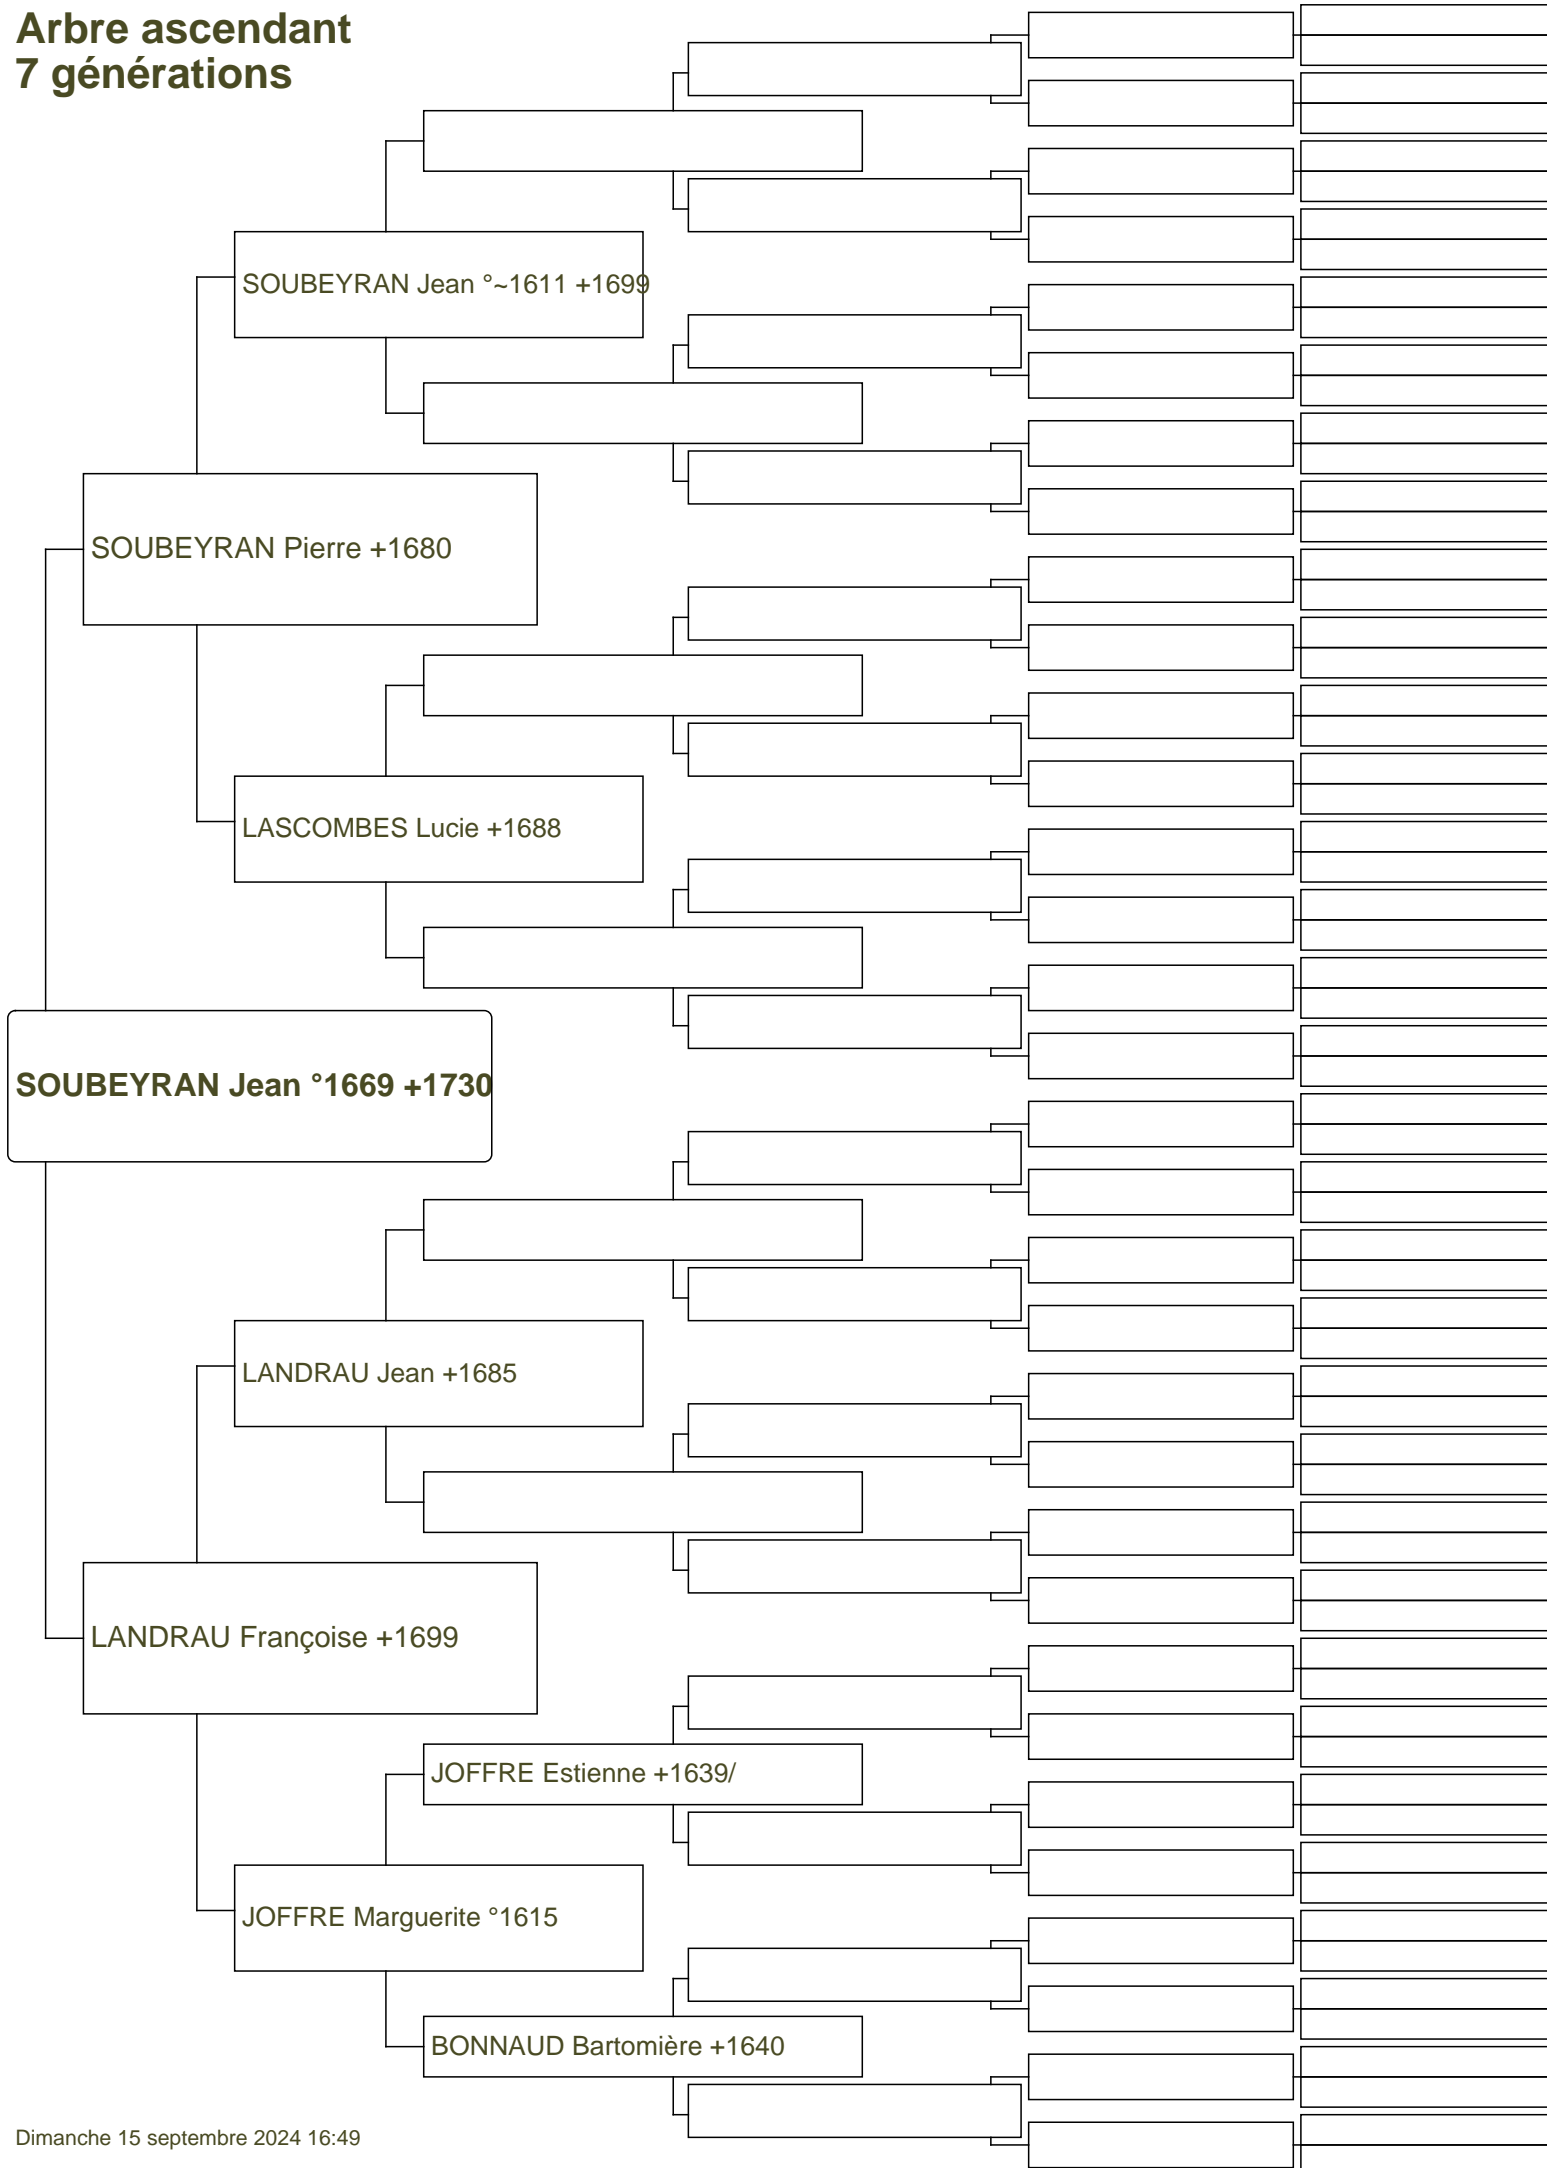 Arbre ascendant
7 générations
SOUBEYRAN Jean °~1611 +1699
SOUBEYRAN Pierre +1680
LASCOMBES Lucie +1688
SOUBEYRAN Jean °1669 +1730
LANDRAU Jean +1685
LANDRAU Françoise +1699
JOFFRE Estienne +1639/
JOFFRE Marguerite °1615
BONNAUD Bartomière +1640
Dimanche 15 septembre 2024 16:49